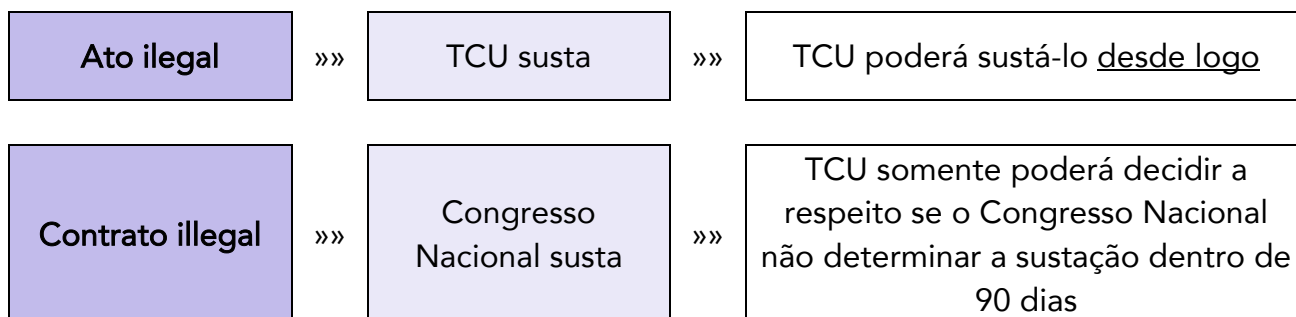 Ato ilegal »» TCU susta »» TCU poderá sustá-lo desde logo
Contrato illegal »» Congresso
Nacional susta »» TCU somente poderá decidir a
respeito se o Congresso Nacional
não determinar a sustação dentro de
90 dias